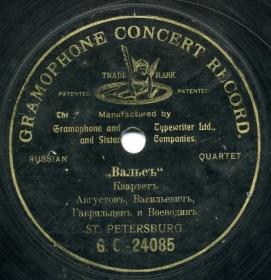 GRAMOPHONE CONCERT RECORD.
TRADE MARK
PATENTED PATENTED
The Manufactured by
Gramophone and Typewriter Ltd.,
and Sister Companies.
RUSSIAN QUARTET
„Вальсъ“
Квартетъ
Августовъ, Васильевичъ,
Гаврильцевъ и Воеводинъ.
ST. PETERSBURG
G. C.-24085